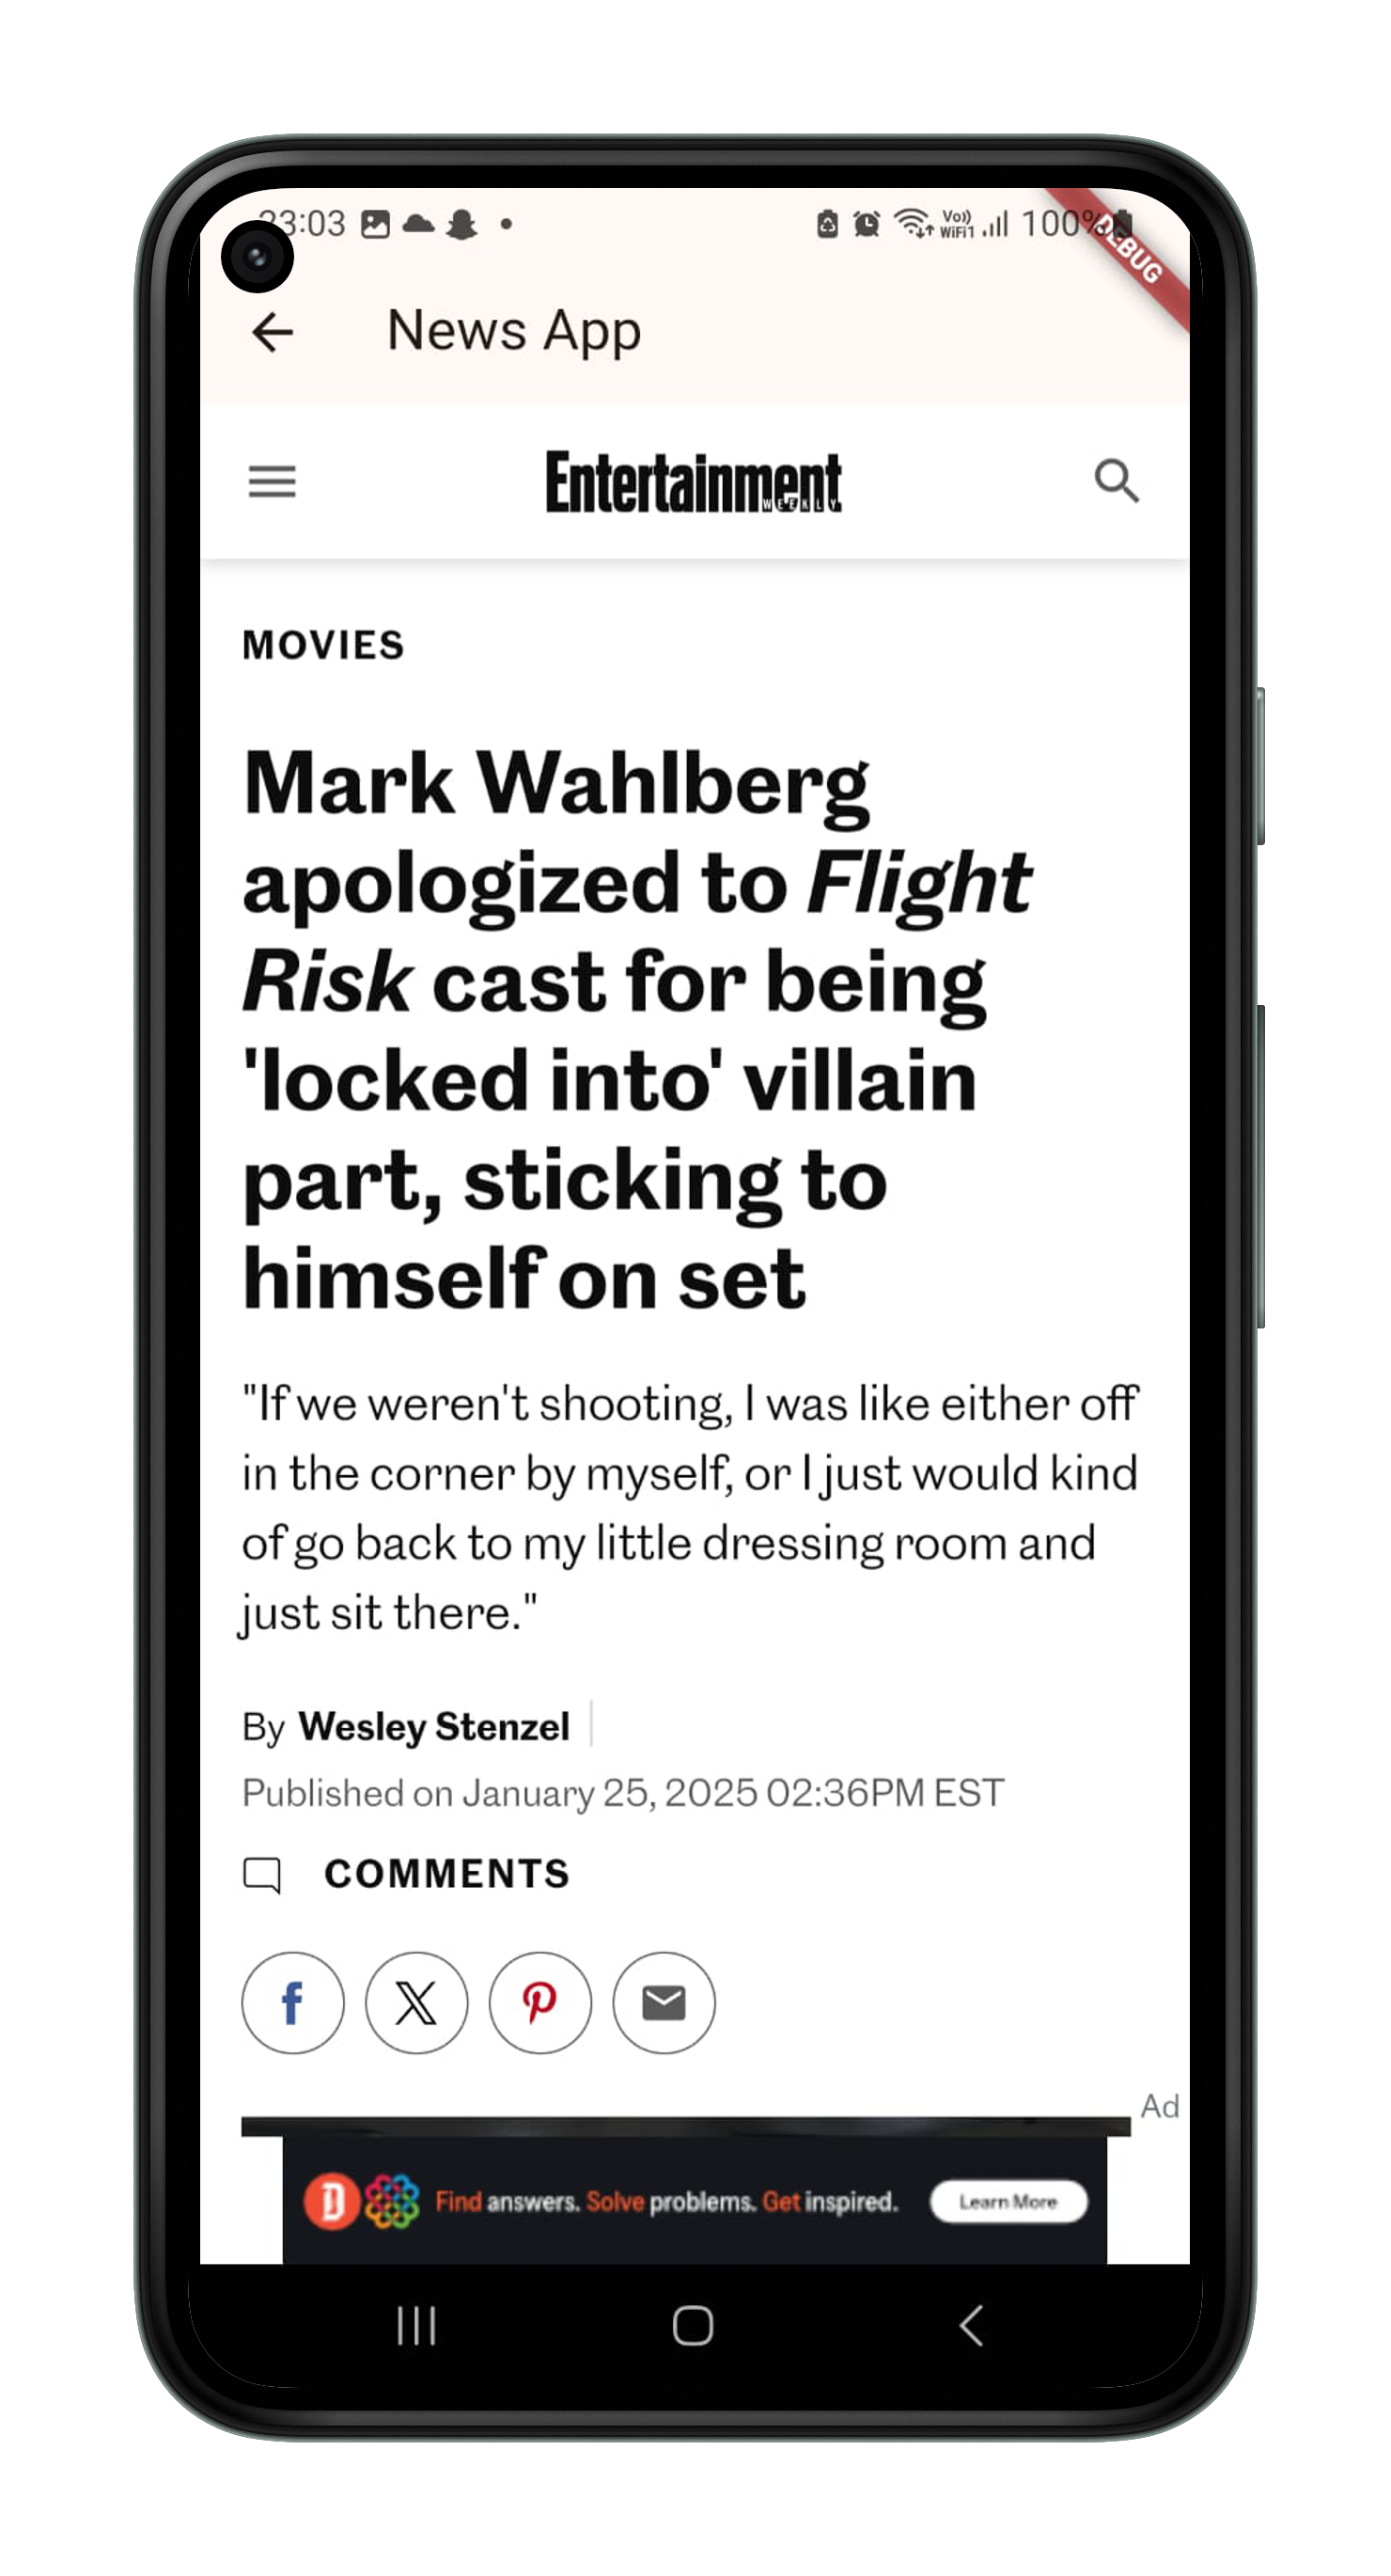 23:03
Vo)) WiFi1 100%
DEBUG
News App
Entertainment
WEEKLY
MOVIES
Mark Wahlberg
apologized to Flight
Risk cast for being
'locked into' villain
part, sticking to
himself on set
"If we weren't shooting, I was like either off
in the corner by myself, or I just would kind
of go back to my little dressing room and
just sit there."
By Wesley Stenzel
Published on January 25, 2025 02:36PM EST
COMMENTS
Ad
Find answers. Solve problems. Get inspired. Learn More